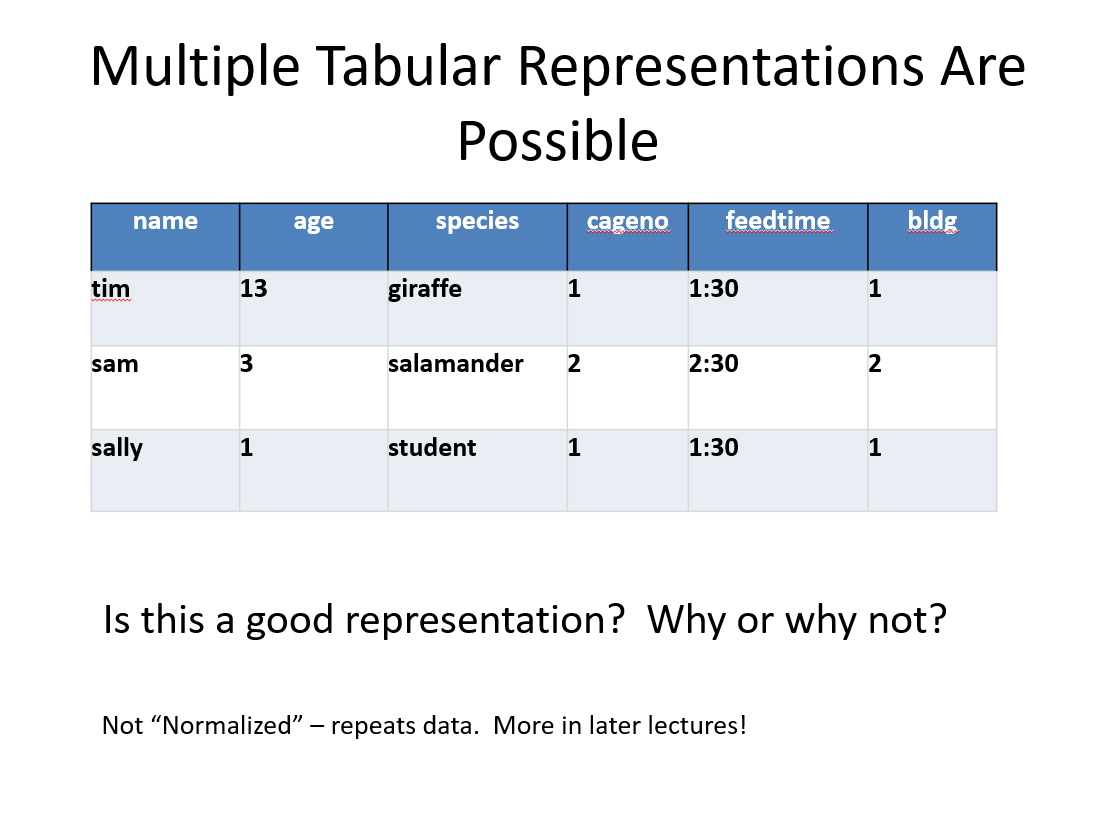 Multiple Tabular Representations Are
Possible
name age species cageno feedtime bldg
tim 13 giraffe 1 1:30 1
sam 3 salamander 2 2:30 2
sally 1 student 1 1:30 1
Is this a good representation? Why or why not?
Not “Normalized” – repeats data. More in later lectures!